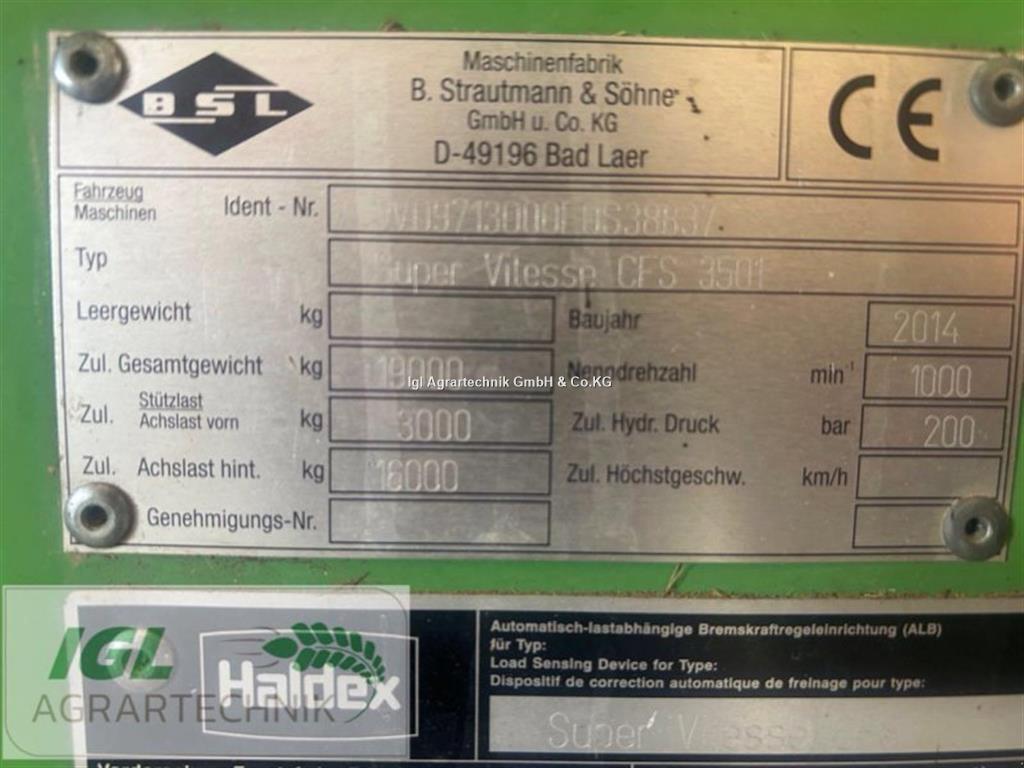 BSL
Maschinenfabrik
B. Strautmann & Söhne
GmbH u. Co. KG
D-49196 Bad Laer
CE
Fahrzeug
Maschinen
Ident - Nr.
Typ
Super Vitesse CFS 3501
Leergewicht kg
Baujahr 2014
Zul. Gesamtgewicht kg 19000
Nenndrehzahl min⁻¹ 1000
Igl Agrartechnik GmbH & Co.KG
Zul. Stützlast
Achslast vorn kg 3000
Zul. Hydr. Druck bar 200
Zul. Achslast hint. kg 16000
Zul. Höchstgeschw. km/h
Genehmigungs-Nr.
IGL
AGRARTECHNIK
Haldex
Automatisch-lastabhängige Bremskraftregeleinrichtung (ALB)
für Typ:
Load Sensing Device for Type:
Dispositif de correction automatique de freinage pour type:
Super Vitesse